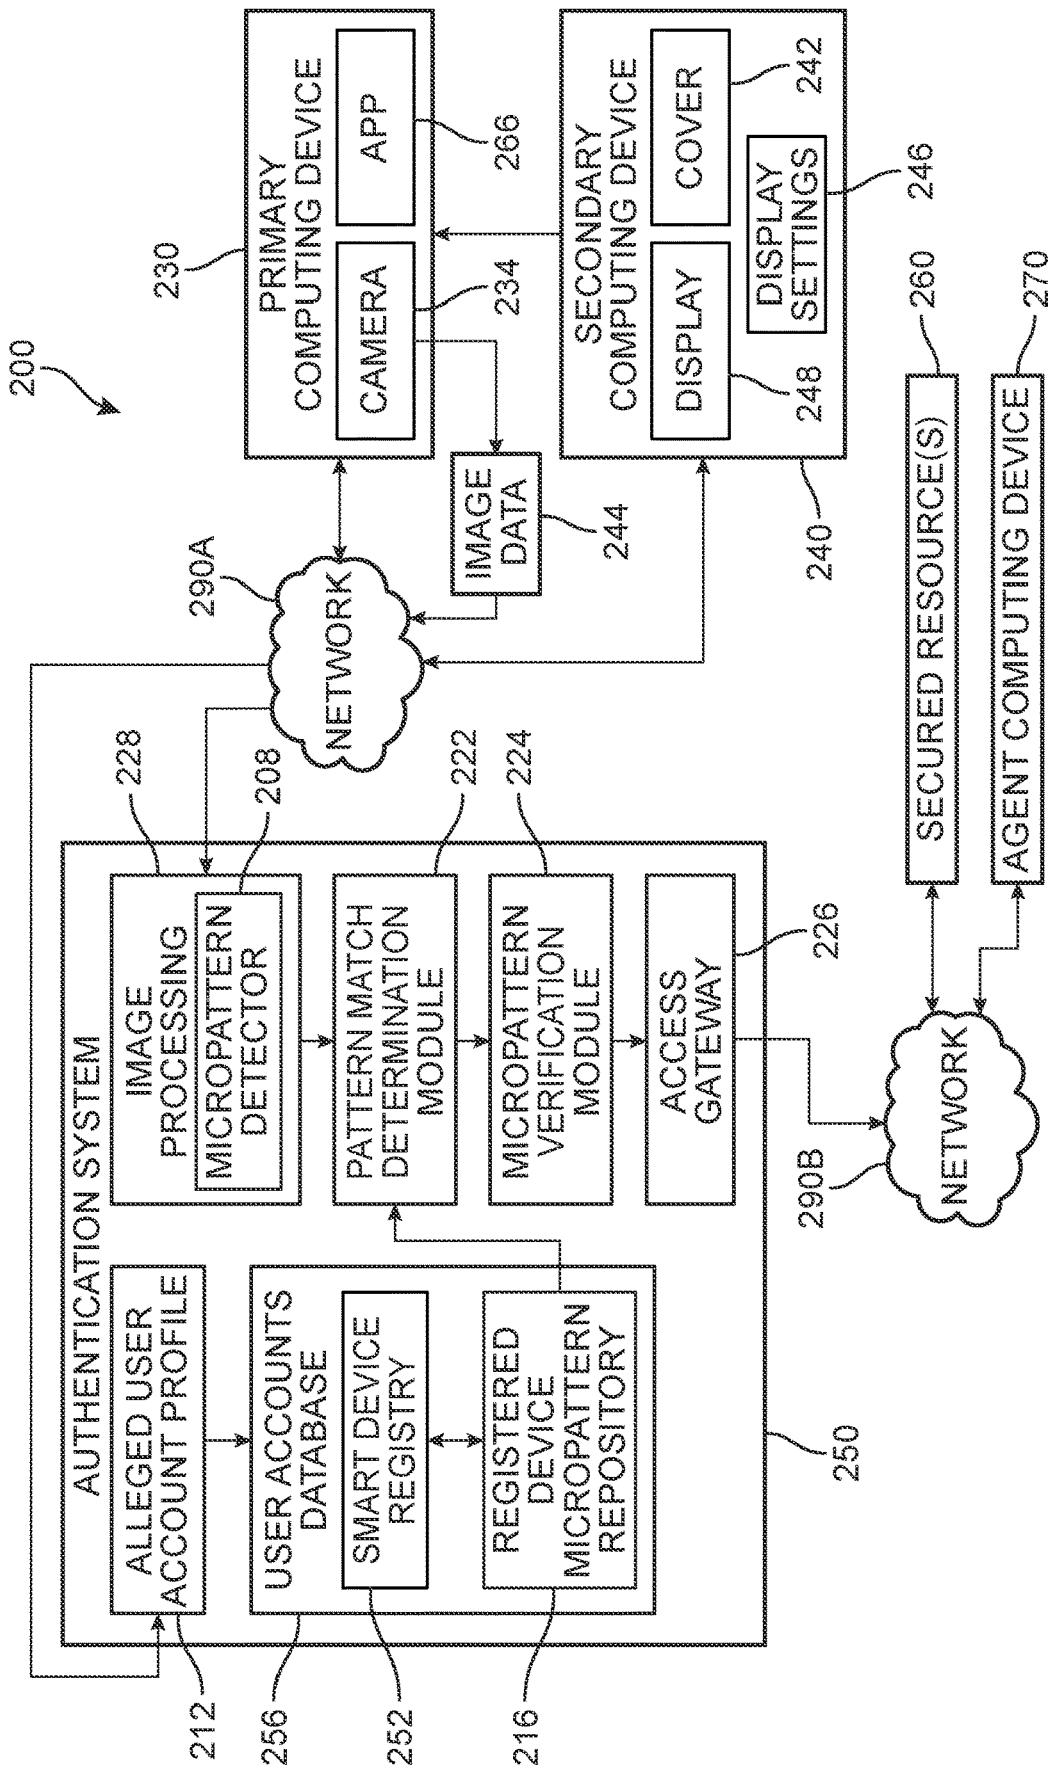 200
AUTHENTICATION SYSTEM
ALLEGED USER
ACCOUNT PROFILE
212
USER ACCOUNTS
DATABASE
256
SMART DEVICE
REGISTRY
252
REGISTERED
DEVICE
MICROPATTERN
REPOSITORY
216
250
IMAGE
PROCESSING
228
MICROPATTERN
DETECTOR
208
PATTERN MATCH
DETERMINATION
MODULE
222
MICROPATTERN
VERIFICATION
MODULE
224
ACCESS
GATEWAY
226
290A
NETWORK
230
PRIMARY
COMPUTING DEVICE
CAMERA
234
APP
266
IMAGE
DATA
244
SECONDARY
COMPUTING DEVICE
240
DISPLAY
248
COVER
242
DISPLAY
SETTINGS
246
290B
NETWORK
SECURED RESOURCE(S)
260
AGENT COMPUTING DEVICE
270